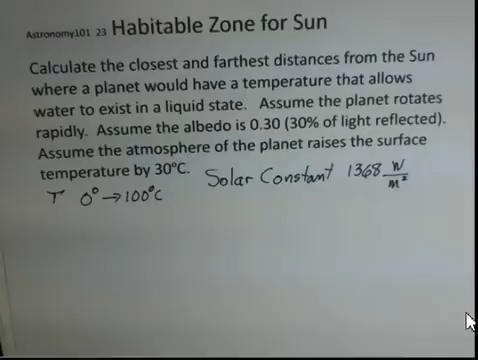 Astronomy101 23 Habitable Zone for Sun
Calculate the closest and farthest distances from the Sun
where a planet would have a temperature that allows
water to exist in a liquid state. Assume the planet rotates
rapidly. Assume the albedo is 0.30 (30% of light reflected).
Assume the atmosphere of the planet raises the surface
temperature by 30°C. Solar Constant 1368 W/m²
T 0° → 100°C